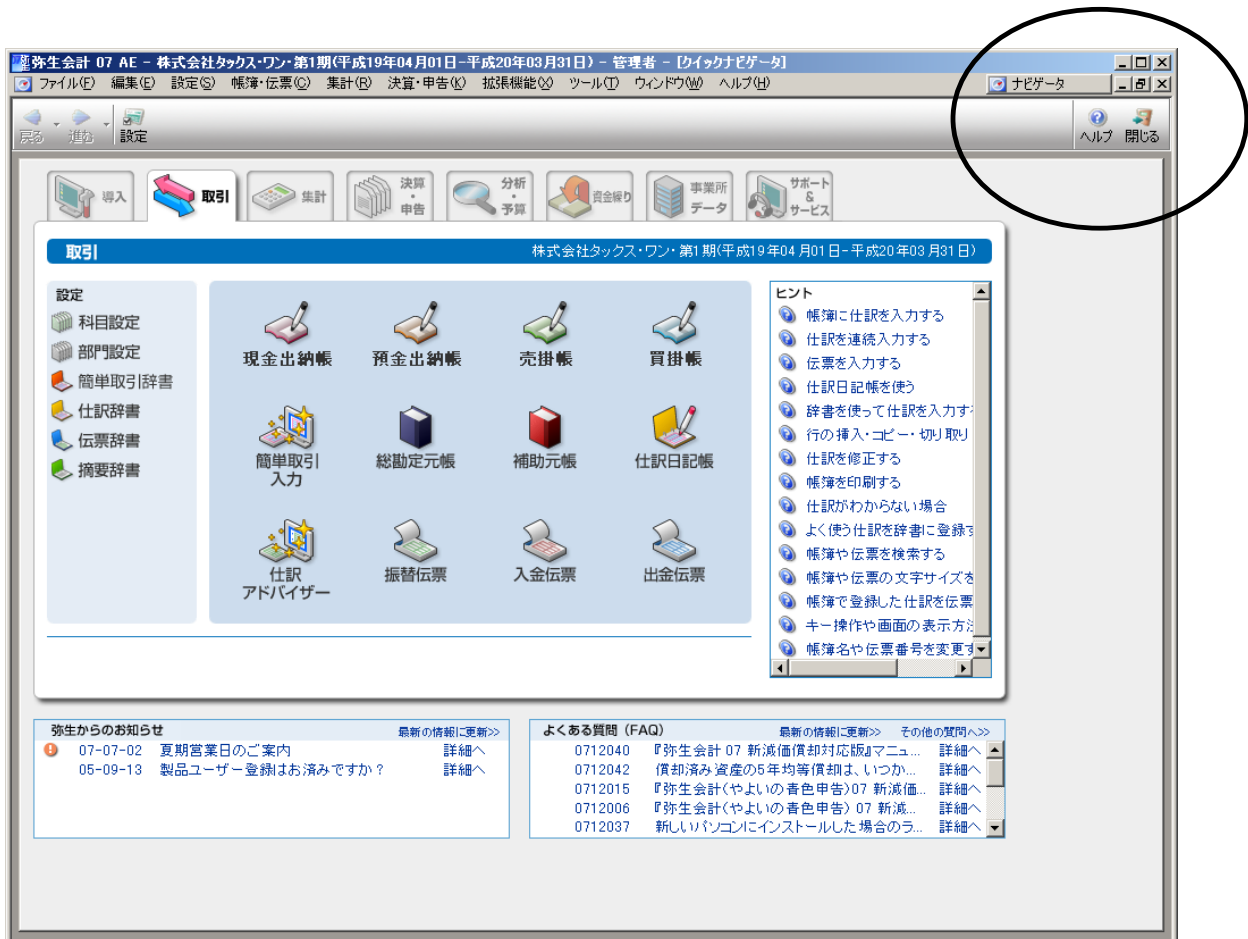 弥生会計 07 AE - 株式会社タックス・ワン・第1期(平成19年04月01日-平成20年03月31日) - 管理者 - [クイックナビゲータ]
ファイル(F) 編集(E) 設定(S) 帳簿・伝票(C) 集計(R) 決算・申告(K) 拡張機能(X) ツール(T) ウィンドウ(W) ヘルプ(H) ナビゲータ
戻る 進む 設定 ヘルプ 閉じる
導入 取引 集計 決算・申告 分析・予算 資金繰り 事業所データ サポート&サービス
取引 株式会社タックス・ワン・第1期(平成19年04月01日-平成20年03月31日)
設定
科目設定
部門設定
簡単取引辞書
仕訳辞書
伝票辞書
摘要辞書
現金出納帳 預金出納帳 売掛帳 買掛帳
簡単取引入力 総勘定元帳 補助元帳 仕訳日記帳
仕訳アドバイザー 振替伝票 入金伝票 出金伝票
ヒント
帳簿に仕訳を入力する
仕訳を連続入力する
伝票を入力する
仕訳日記帳を使う
辞書を使って仕訳を入力す
行の挿入・コピー・切り取り
仕訳を修正する
帳簿を印刷する
仕訳がわからない場合
よく使う仕訳を辞書に登録す
帳簿や伝票を検索する
帳簿や伝票の文字サイズを
帳簿で登録した仕訳を伝票
キー操作や画面の表示方法
帳簿名や伝票番号を変更す
弥生からのお知らせ 最新の情報に更新>>
07-07-02 夏期営業日のご案内 詳細へ
05-09-13 製品ユーザー登録はお済みですか? 詳細へ
よくある質問 (FAQ) 最新の情報に更新>> その他の質問へ>>
0712040 『弥生会計 07 新減価償却対応版』マニュ... 詳細へ
0712042 償却済み資産の5年均等償却は、いつか... 詳細へ
0712015 『弥生会計(やよいの青色申告)07 新減価... 詳細へ
0712006 『弥生会計(やよいの青色申告) 07 新減... 詳細へ
0712037 新しいパソコンにインストールした場合のラ... 詳細へ